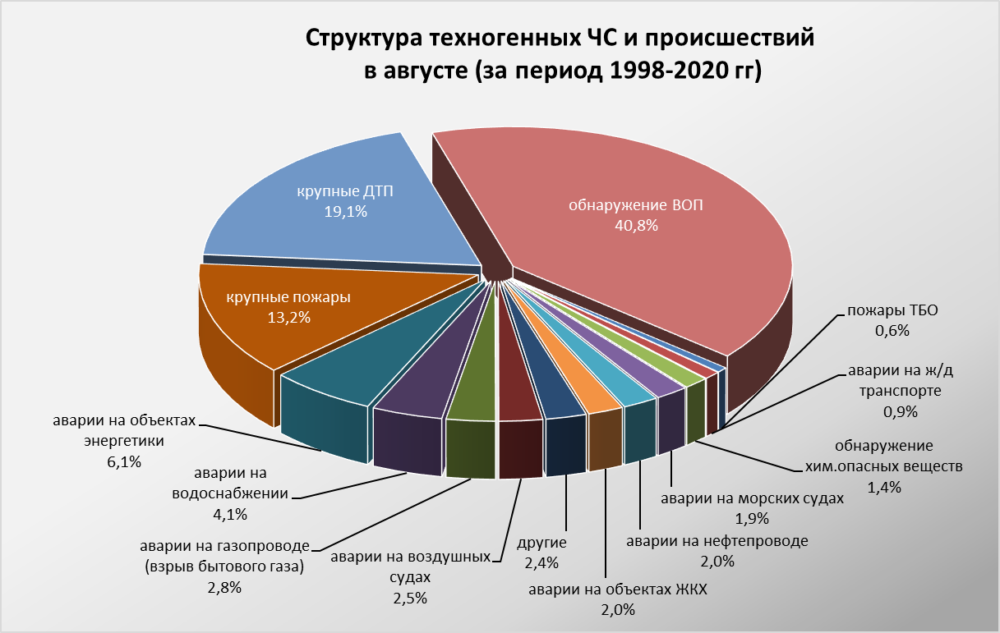 Структура техногенных ЧС и происшествий
в августе (за период 1998-2020 гг)
крупные ДТП
19,1%
обнаружение ВОП
40,8%
крупные пожары
13,2%
пожары ТБО
0,6%
аварии на ж/д
транспорте
0,9%
обнаружение
хим.опасных веществ
1,4%
аварии на морских судах
1,9%
аварии на нефтепроводе
2,0%
аварии на объектах ЖКХ
2,0%
другие
2,4%
аварии на воздушных
судах
2,5%
аварии на газопроводе
(взрыв бытового газа)
2,8%
аварии на
водоснабжении
4,1%
аварии на объектах
энергетики
6,1%